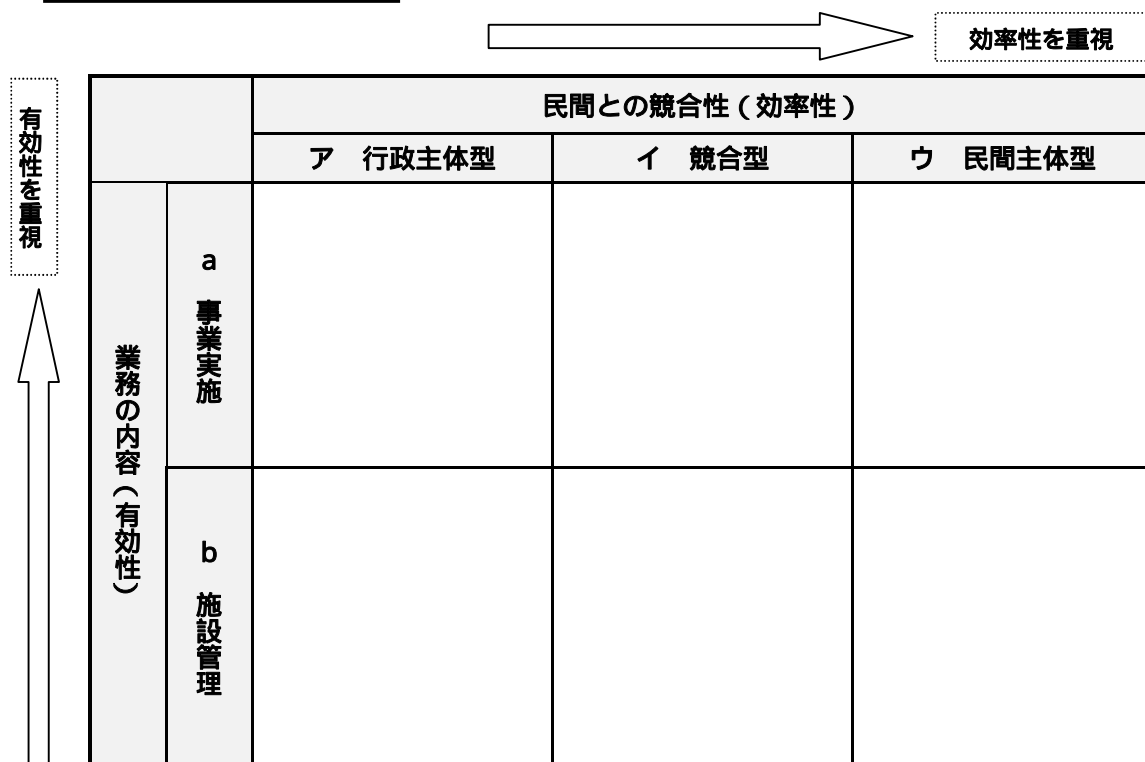 効率性を重視
有効性を重視
民間との競合性(効率性)
ア 行政主体型
イ 競合型
ウ 民間主体型
業務の内容(有効性)
a 事業実施
b 施設管理